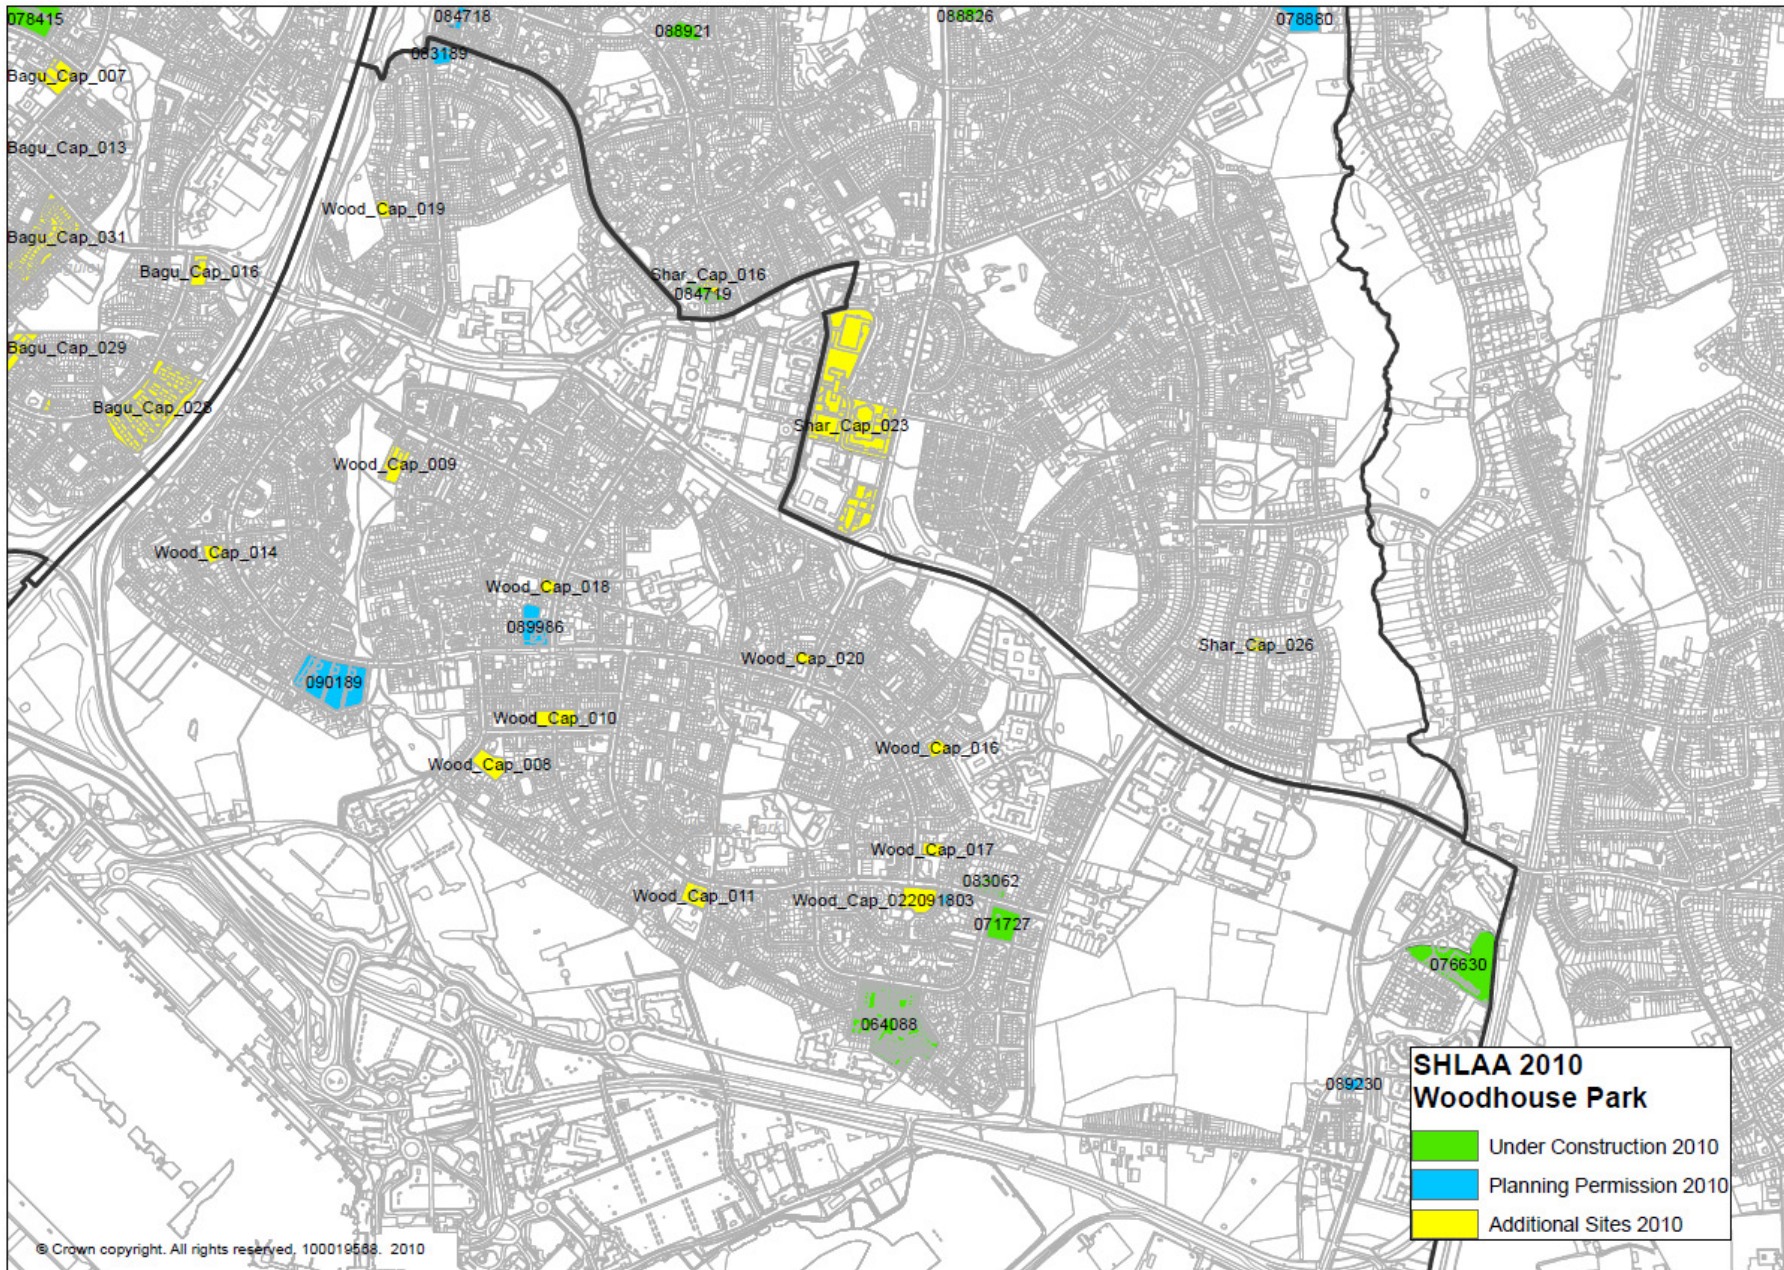 078415
084718
088921
088826
078880
083189
Bagu_Cap_007
Bagu_Cap_013
Wood_Cap_019
Bagu_Cap_031
Bagu_Cap_016
Shar_Cap_016
084719
Bagu_Cap_029
Bagu_Cap_028
Shar_Cap_023
Wood_Cap_009
Wood_Cap_014
Wood_Cap_018
089986
Shar_Cap_026
Wood_Cap_020
090189
Wood_Cap_010
Wood_Cap_016
Wood_Cap_008
Park
Wood_Cap_017
083062
Wood_Cap_011
Wood_Cap_022091803
071727
076630
064088
089230
SHLAA 2010
Woodhouse Park
Under Construction 2010
Planning Permission 2010
Additional Sites 2010
© Crown copyright. All rights reserved. 100019568. 2010